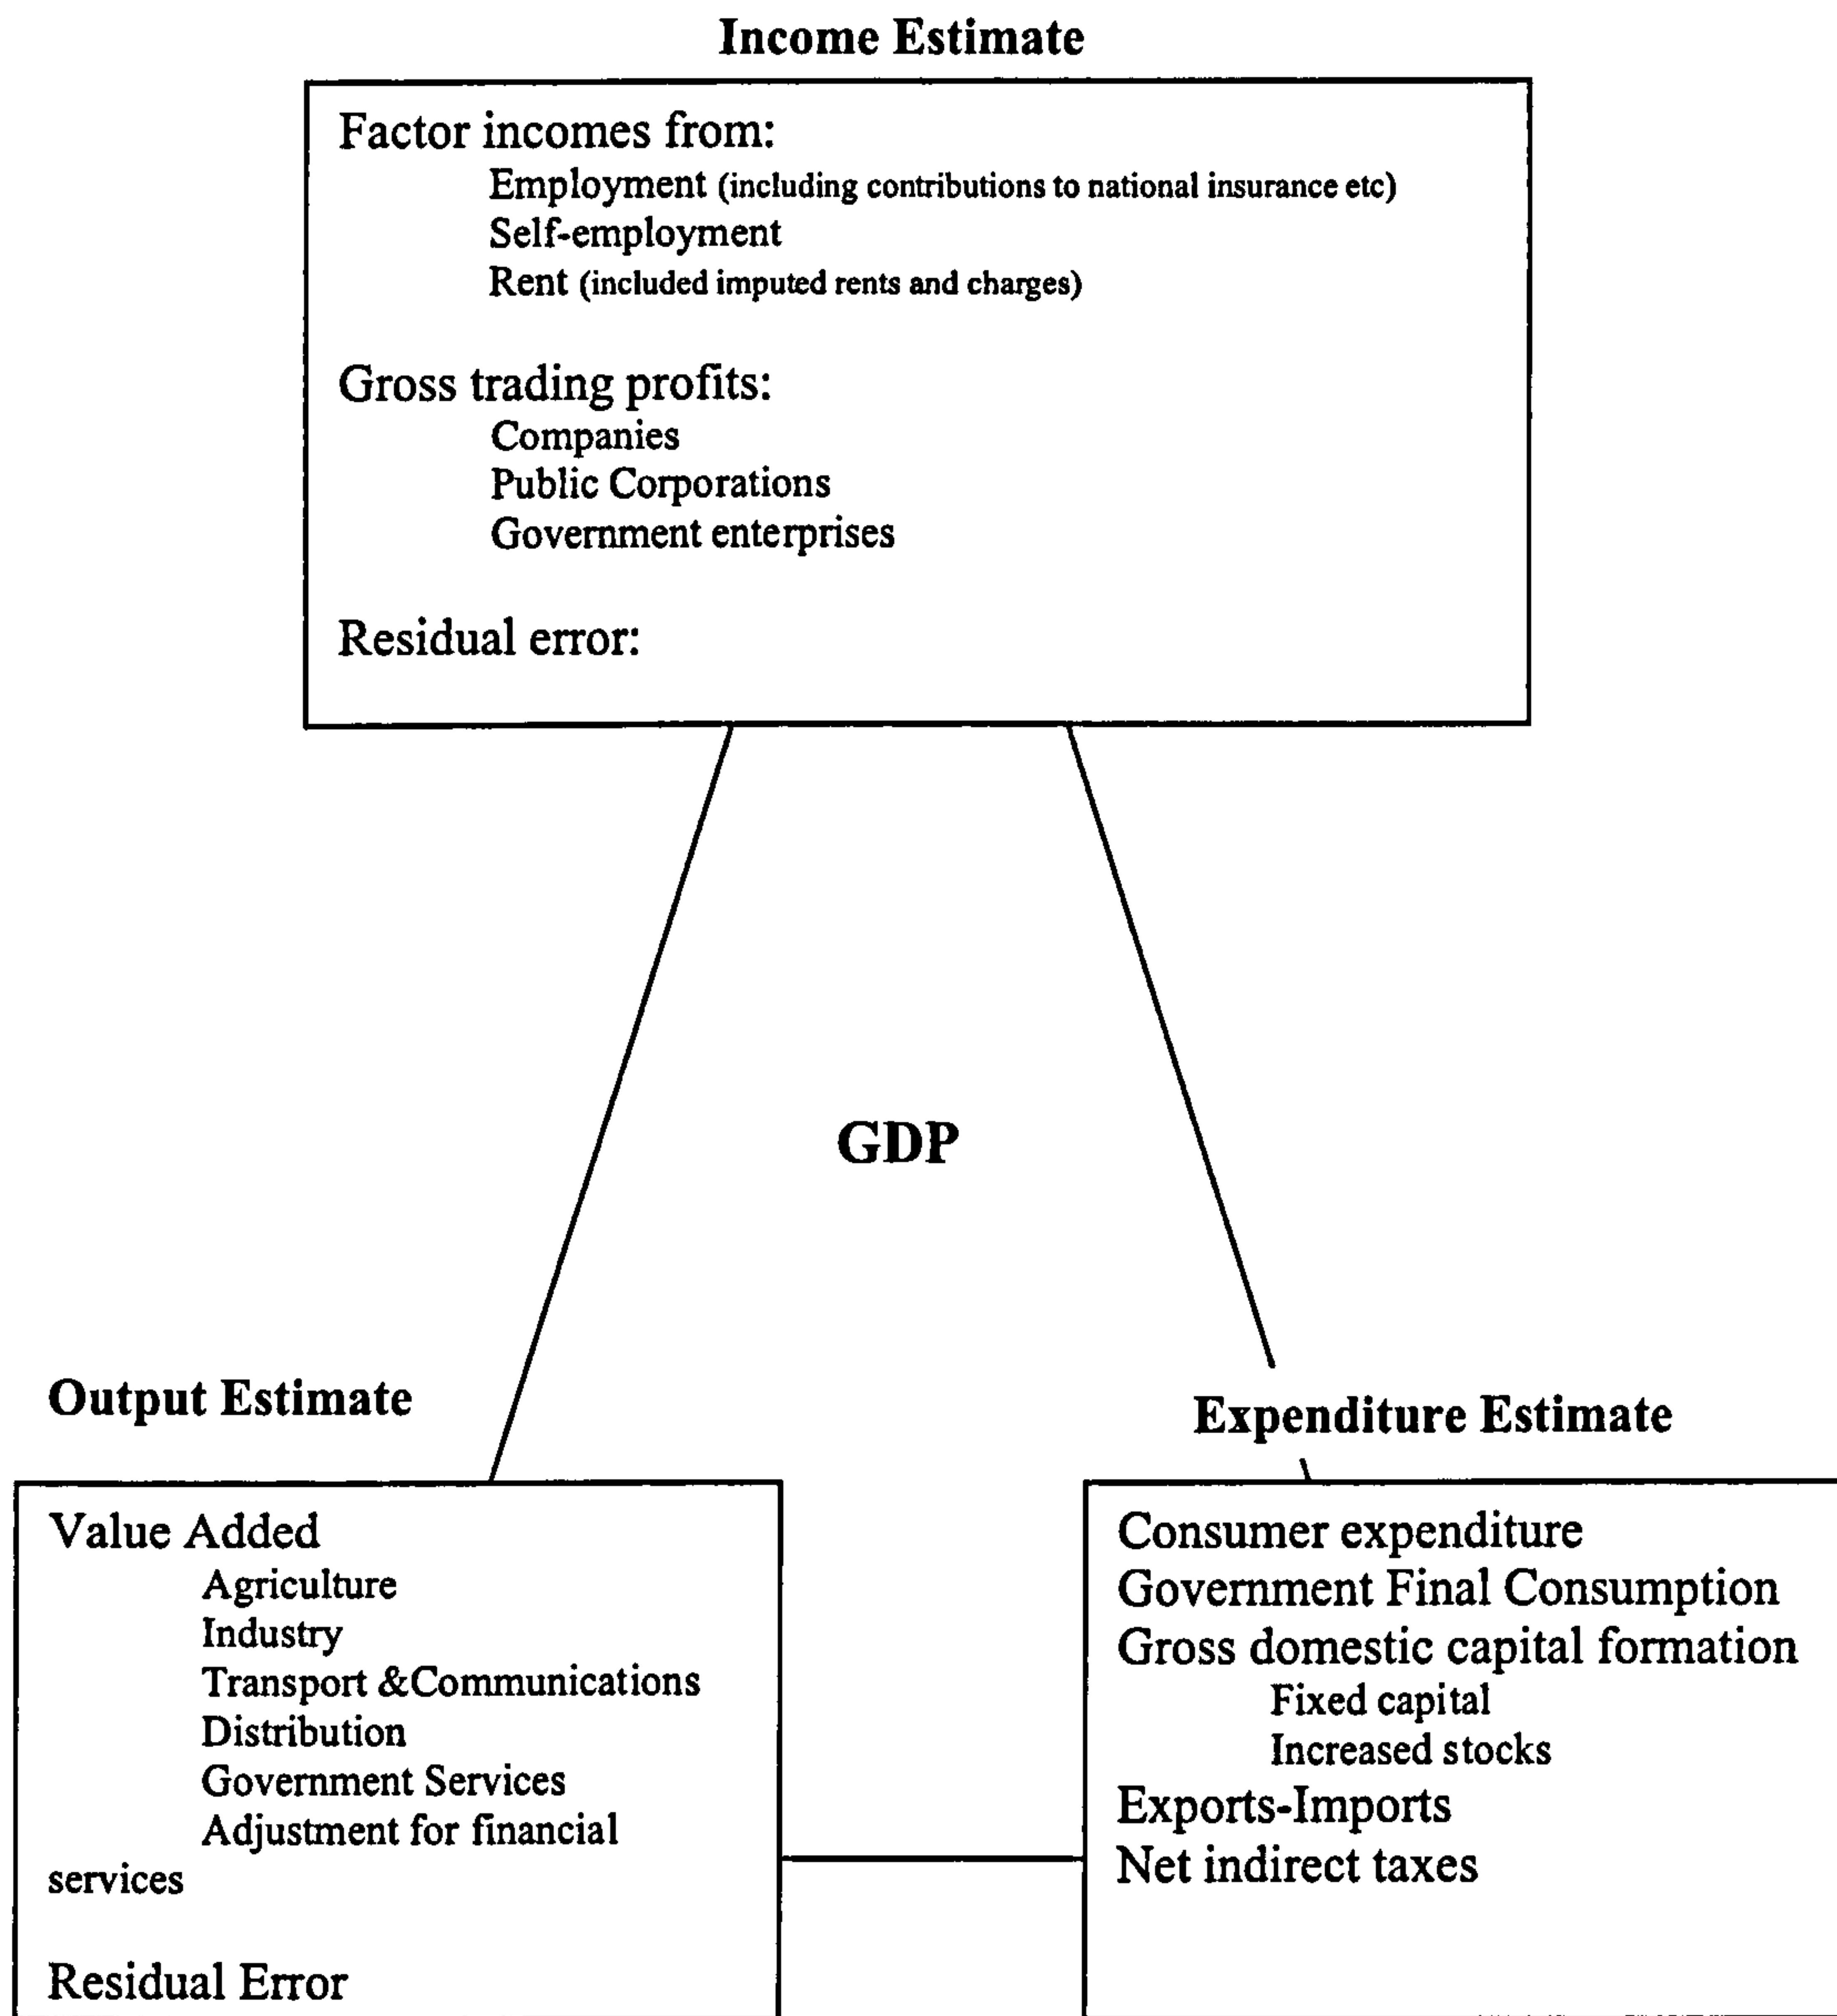 Income Estimate
Factor incomes from:
Employment (including contributions to national insurance etc)
Self-employment
Rent (included imputed rents and charges)
Gross trading profits:
Companies
Public Corporations
Government enterprises
Residual error:
GDP
Output Estimate
Value Added
Agriculture
Industry
Transport &Communications
Distribution
Government Services
Adjustment for financial
services
Residual Error
Expenditure Estimate
Consumer expenditure
Government Final Consumption
Gross domestic capital formation
Fixed capital
Increased stocks
Exports-Imports
Net indirect taxes